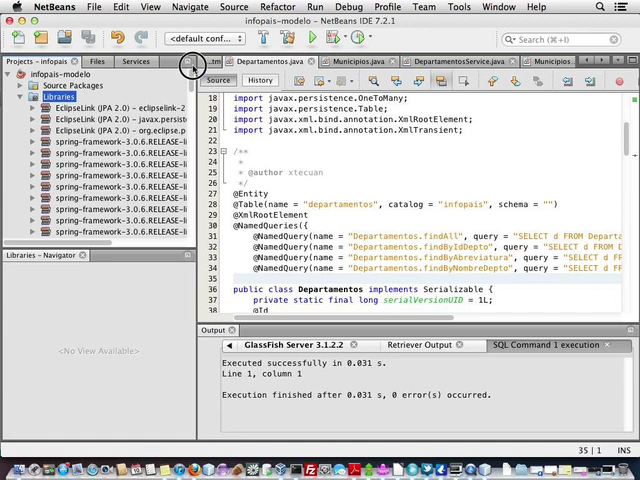 NetBeans File Edit View Navigate Source Refactor Run Debug Profile Team Tools Window Help
infopais-modelo - NetBeans IDE 7.2.1
<default conf...
Search (⌘+I)
Projects - infopais
Files
Services
...tm
Departamentos.java
Municipios.java
DepartamentosService.java
Municipios
Source
History
infopais-modelo
Source Packages
Libraries
EclipseLink (JPA 2.0) - eclipselink-2
EclipseLink (JPA 2.0) - javax.persiste
EclipseLink (JPA 2.0) - org.eclipse.p
spring-framework-3.0.6.RELEASE-li
spring-framework-3.0.6.RELEASE-li
spring-framework-3.0.6.RELEASE-li
spring-framework-3.0.6.RELEASE-li
spring-framework-3.0.6.RELEASE-li
spring-framework-3.0.6.RELEASE-li
spring-framework-3.0.6.RELEASE-li
spring-framework-3.0.6.RELEASE-li
spring-framework-3.0.6.RELEASE-li
Libraries - Navigator
<No View Available>
18 import javax.persistence.OneToMany;
19 import javax.persistence.Table;
20 import javax.xml.bind.annotation.XmlRootElement;
21 import javax.xml.bind.annotation.XmlTransient;
22
23 /**
24 *
25 * @author xtecuan
26 */
27 @Entity
28 @Table(name = "departamentos", catalog = "infopais", schema = "")
29 @XmlRootElement
30 @NamedQueries({
31 @NamedQuery(name = "Departamentos.findAll", query = "SELECT d FROM Departa
32 @NamedQuery(name = "Departamentos.findByIdDepto", query = "SELECT d FROM D
33 @NamedQuery(name = "Departamentos.findByAbreviatura", query = "SELECT d FR
34 @NamedQuery(name = "Departamentos.findByNombreDepto", query = "SELECT d FR
35
36 public class Departamentos implements Serializable {
37 private static final long serialVersionUID = 1L;
38 @Id
Output
GlassFish Server 3.1.2.2
Retriever Output
SQL Command 1 execution
Executed successfully in 0.031 s.
Line 1, column 1
Execution finished after 0.031 s, 0 error(s) occurred.
35 | 1 INS